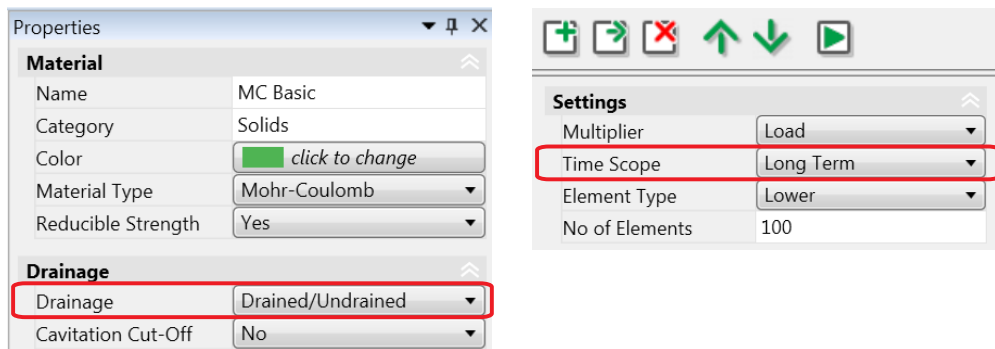 Properties
Material
Name MC Basic
Category Solids
Color click to change
Material Type Mohr-Coulomb
Reducible Strength Yes
Drainage
Drainage Drained/Undrained
Cavitation Cut-Off No
Settings
Multiplier Load
Time Scope Long Term
Element Type Lower
No of Elements 100